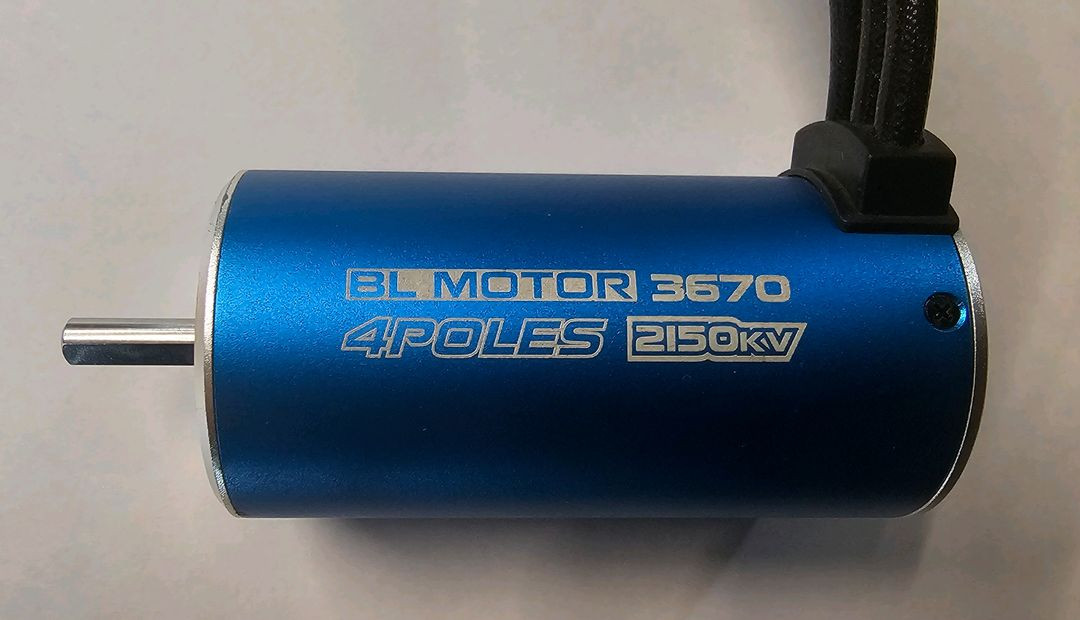 BL MOTOR 3670
4POLES 2150KV